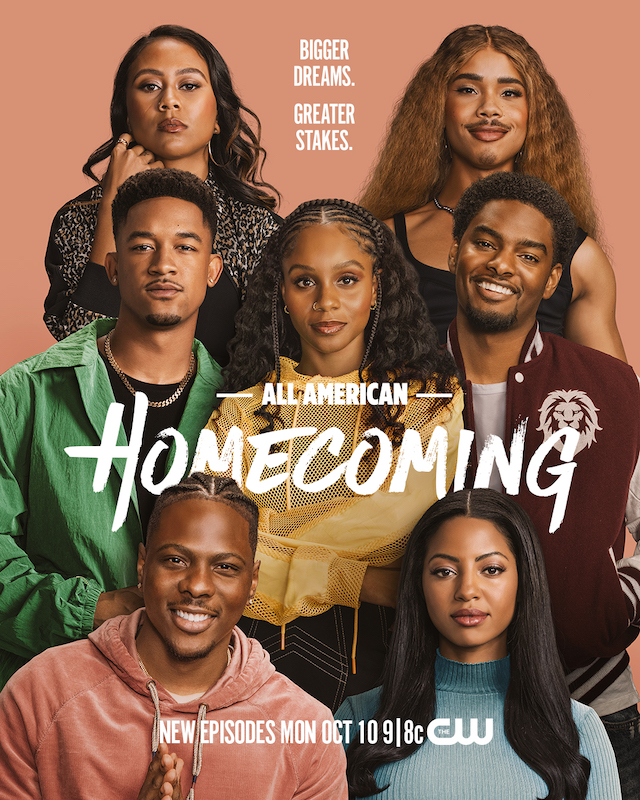 BIGGER
DREAMS.
GREATER
STAKES.
ALL AMERICAN
HOMECOMING
NEW EPISODES MON OCT 10 9|8c THE CW